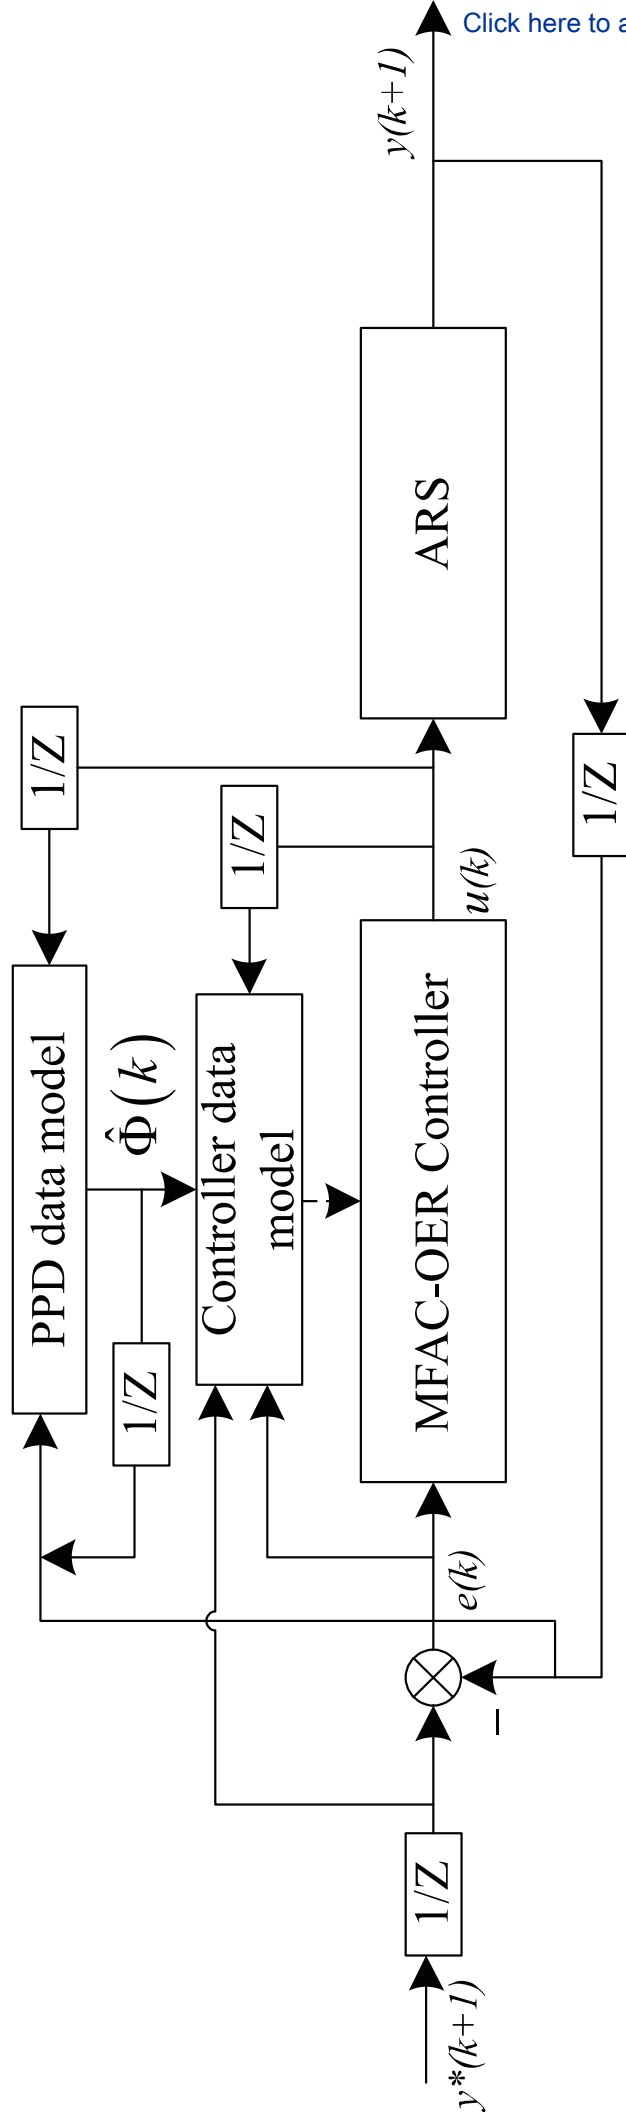 Click here to a
y(k+1)
ARS
1/Z
1/Z
1/Z
u(k)
PPD data model
Φ̂(k)
Controller data
model
MFAC-OER Controller
1/Z
e(k)
−
1/Z
y*(k+1)